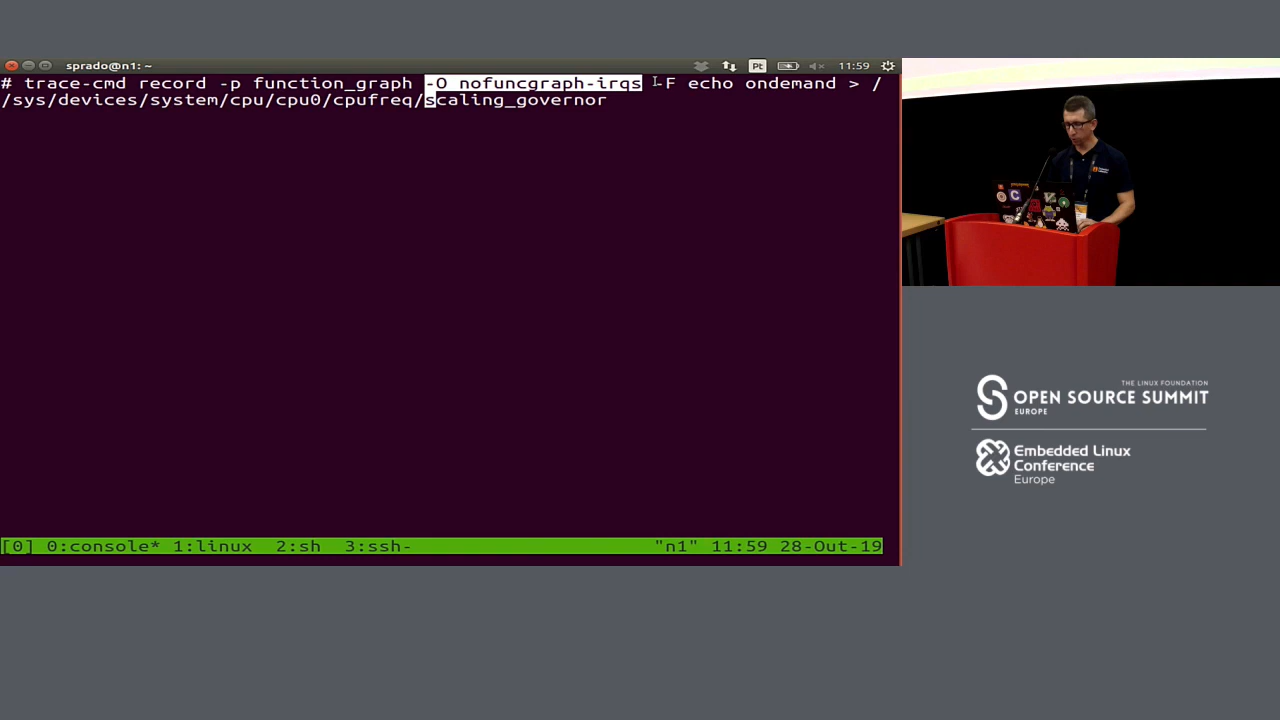 sprado@n1: ~
Pt
11:59
# trace-cmd record -p function_graph -O nofuncgraph-irqs -F echo ondemand > /
/sys/devices/system/cpu/cpu0/cpufreq/scaling_governor
[0] 0:console* 1:linux  2:sh  3:ssh-
"n1" 11:59 28-Out-19
THE LINUX FOUNDATION
OPEN SOURCE SUMMIT
EUROPE
Embedded Linux
Conference
Europe